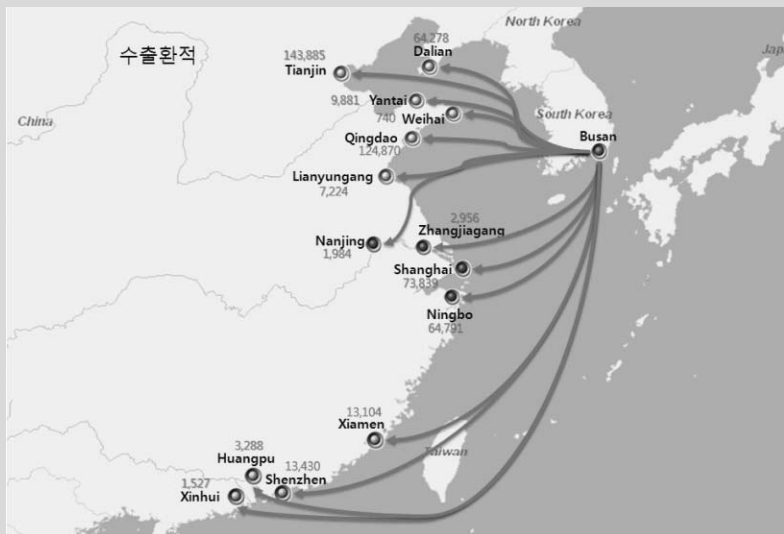 North Korea
수출환적
64,278
Dalian
143,885
Tianjin
9,881
Yantai
740
Weihai
South Korea
China
Busan
Qingdao
124,870
Lianyungang
7,224
2,956
Zhangjiagang
Nanjing
1,984
Shanghai
73,839
Ningbo
64,791
13,104
Xiamen
Taiwan
3,288
Huangpu
13,430
Shenzhen
1,527
Xinhui